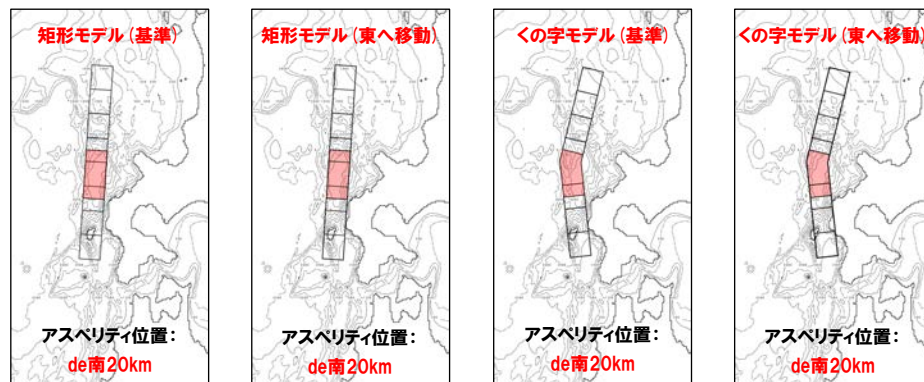 矩形モデル(基準)
アスペリティ位置:
de南20km
矩形モデル(東へ移動)
アスペリティ位置:
de南20km
くの字モデル(基準)
アスペリティ位置:
de南20km
くの字モデル(東へ移動)
アスペリティ位置:
de南20km